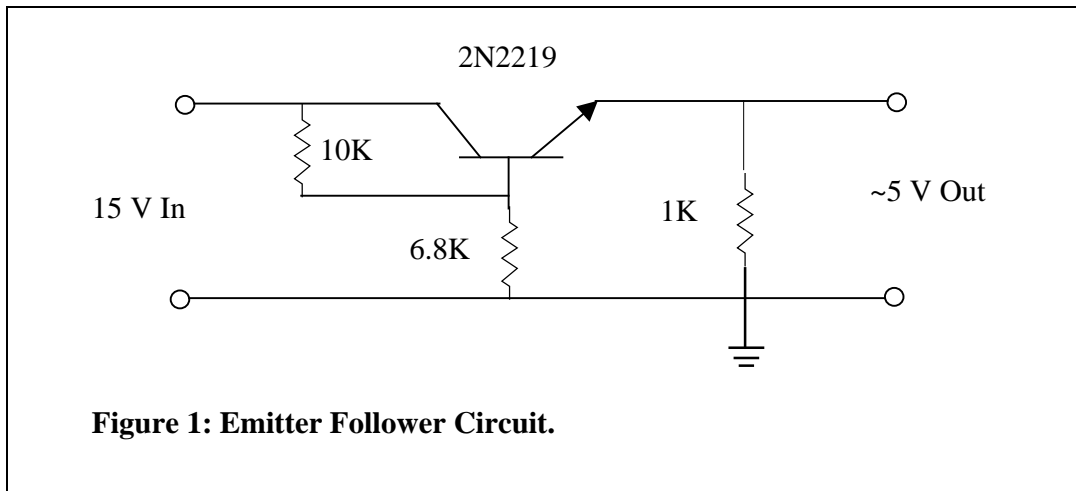 2N2219
10K
15 V In
1K
~5 V Out
6.8K
Figure 1: Emitter Follower Circuit.